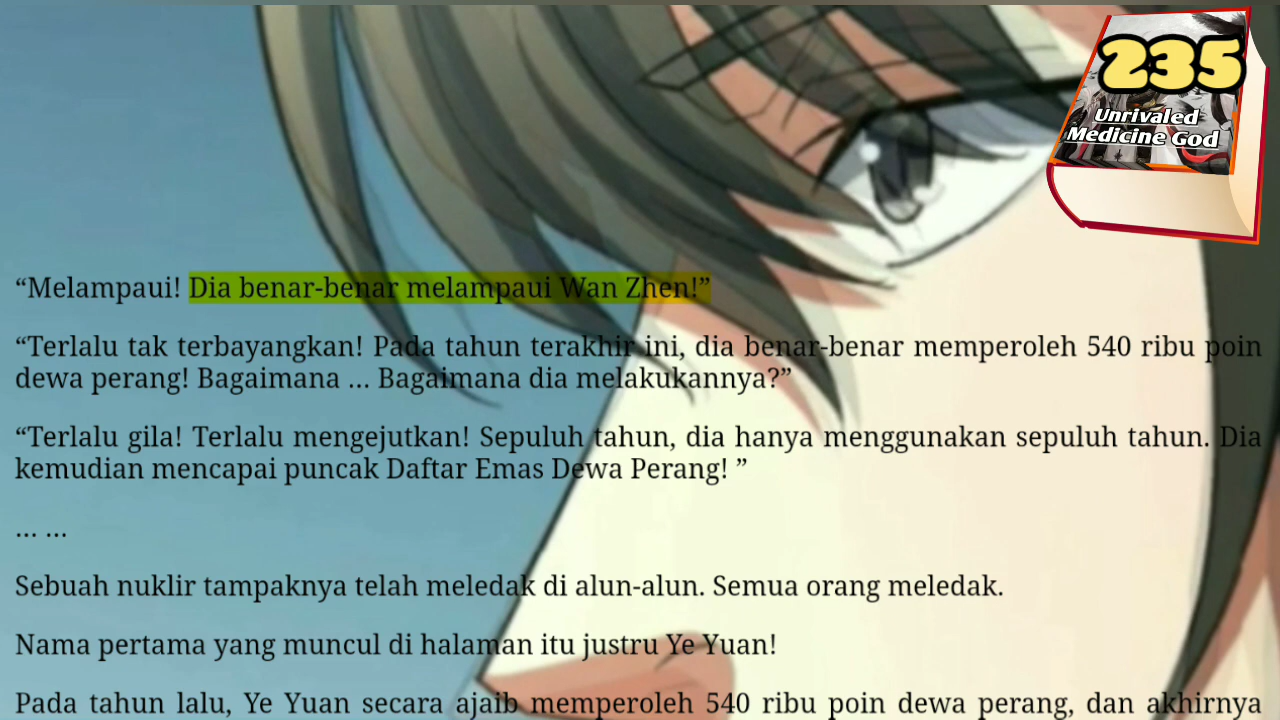 235
Unrivaled
Medicine God
“Melampaui! Dia benar-benar melampaui Wan Zhen!”
“Terlalu tak terbayangkan! Pada tahun terakhir ini, dia benar-benar memperoleh 540 ribu poin
dewa perang! Bagaimana ... Bagaimana dia melakukannya?”
“Terlalu gila! Terlalu mengejutkan! Sepuluh tahun, dia hanya menggunakan sepuluh tahun. Dia
kemudian mencapai puncak Daftar Emas Dewa Perang! ”
... ...
Sebuah nuklir tampaknya telah meledak di alun-alun. Semua orang meledak.
Nama pertama yang muncul di halaman itu justru Ye Yuan!
Pada tahun lalu, Ye Yuan secara ajaib memperoleh 540 ribu poin dewa perang, dan akhirnya